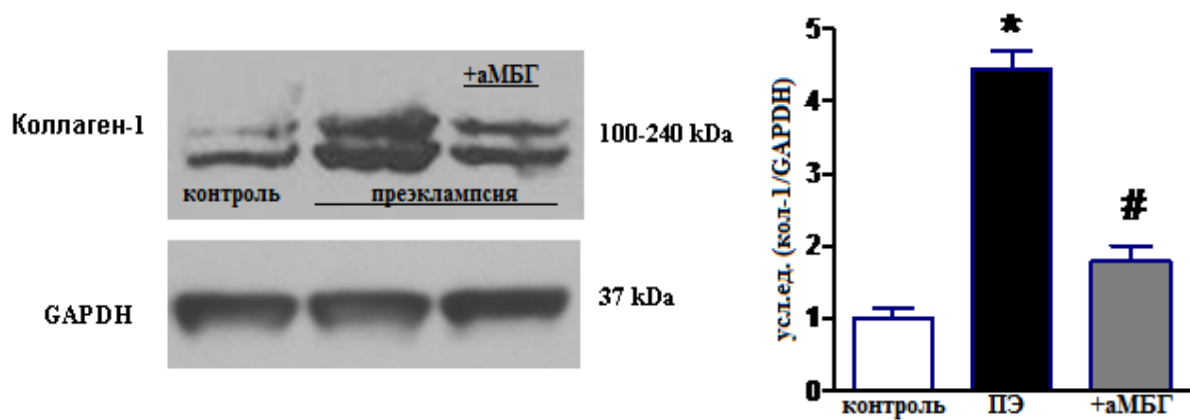 +аМБГ
Коллаген-1
100-240 kDa
контроль
преэклампсия
GAPDH
37 kDa
усл.ед. (кол-1/GAPDH)
5
4
3
2
1
0
*
#
контроль
ПЭ
+аМБГ